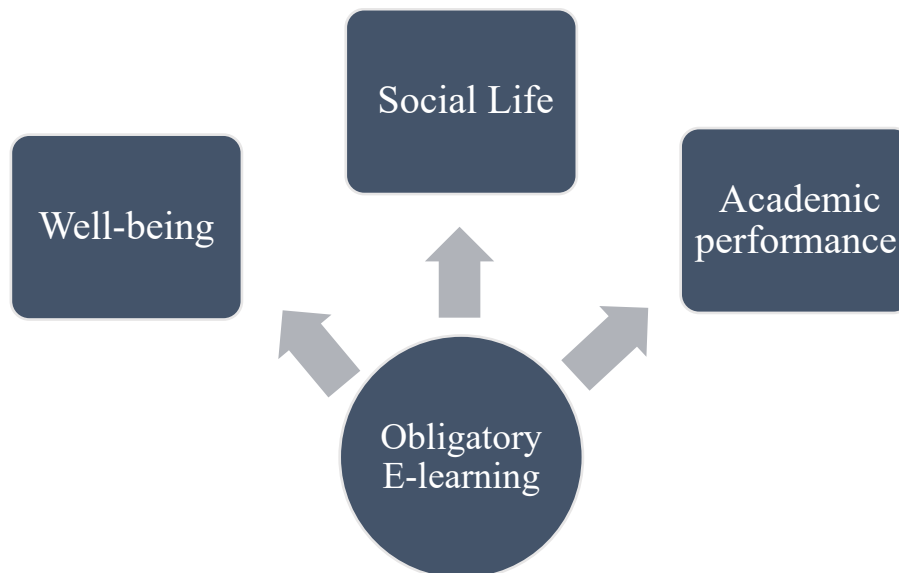 Social Life
Well-being
Academic
performance
Obligatory
E-learning